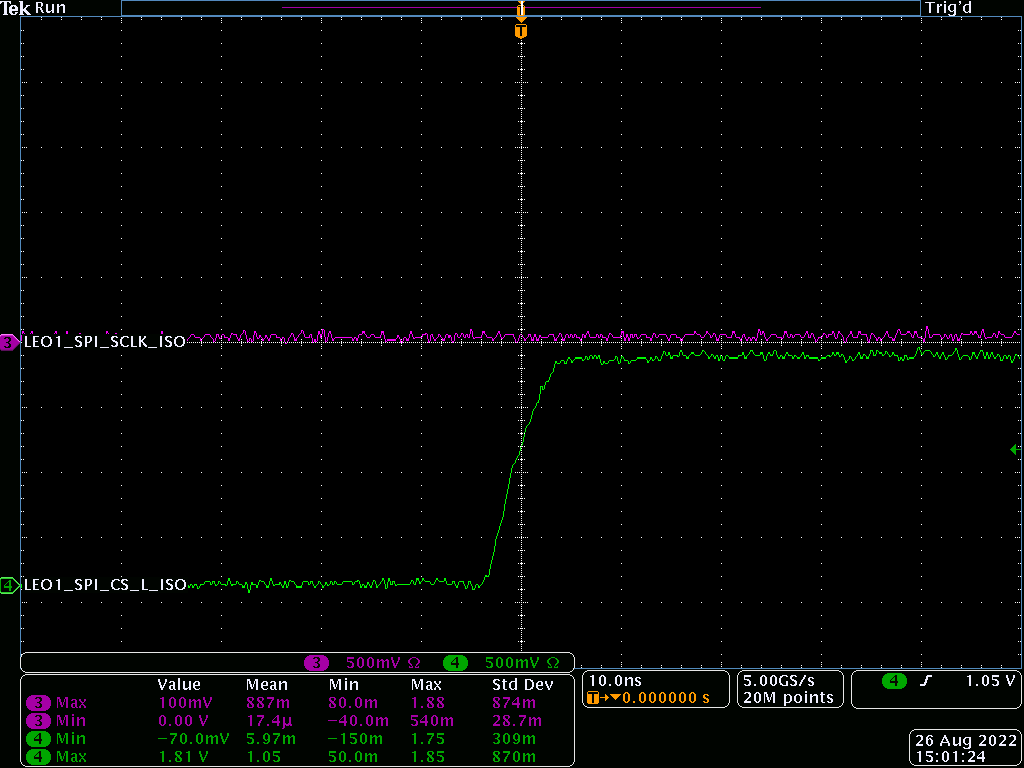 Tek Run Trig'd
T
3 LEO1_SPI_SCLK_ISO
4 LEO1_SPI_CS_L_ISO
3 500mV Ω 4 500mV Ω
Value Mean Min Max Std Dev
3 Max 100mV 887m 80.0m 1.88 874m
3 Min 0.00 V 17.4µ −40.0m 540m 28.7m
4 Min −70.0mV 5.97m −150m 1.75 309m
4 Max 1.81 V 1.05 50.0m 1.85 870m
10.0ns
T→▼0.000000 s
5.00GS/s
20M points
4 1.05 V
26 Aug 2022
15:01:24